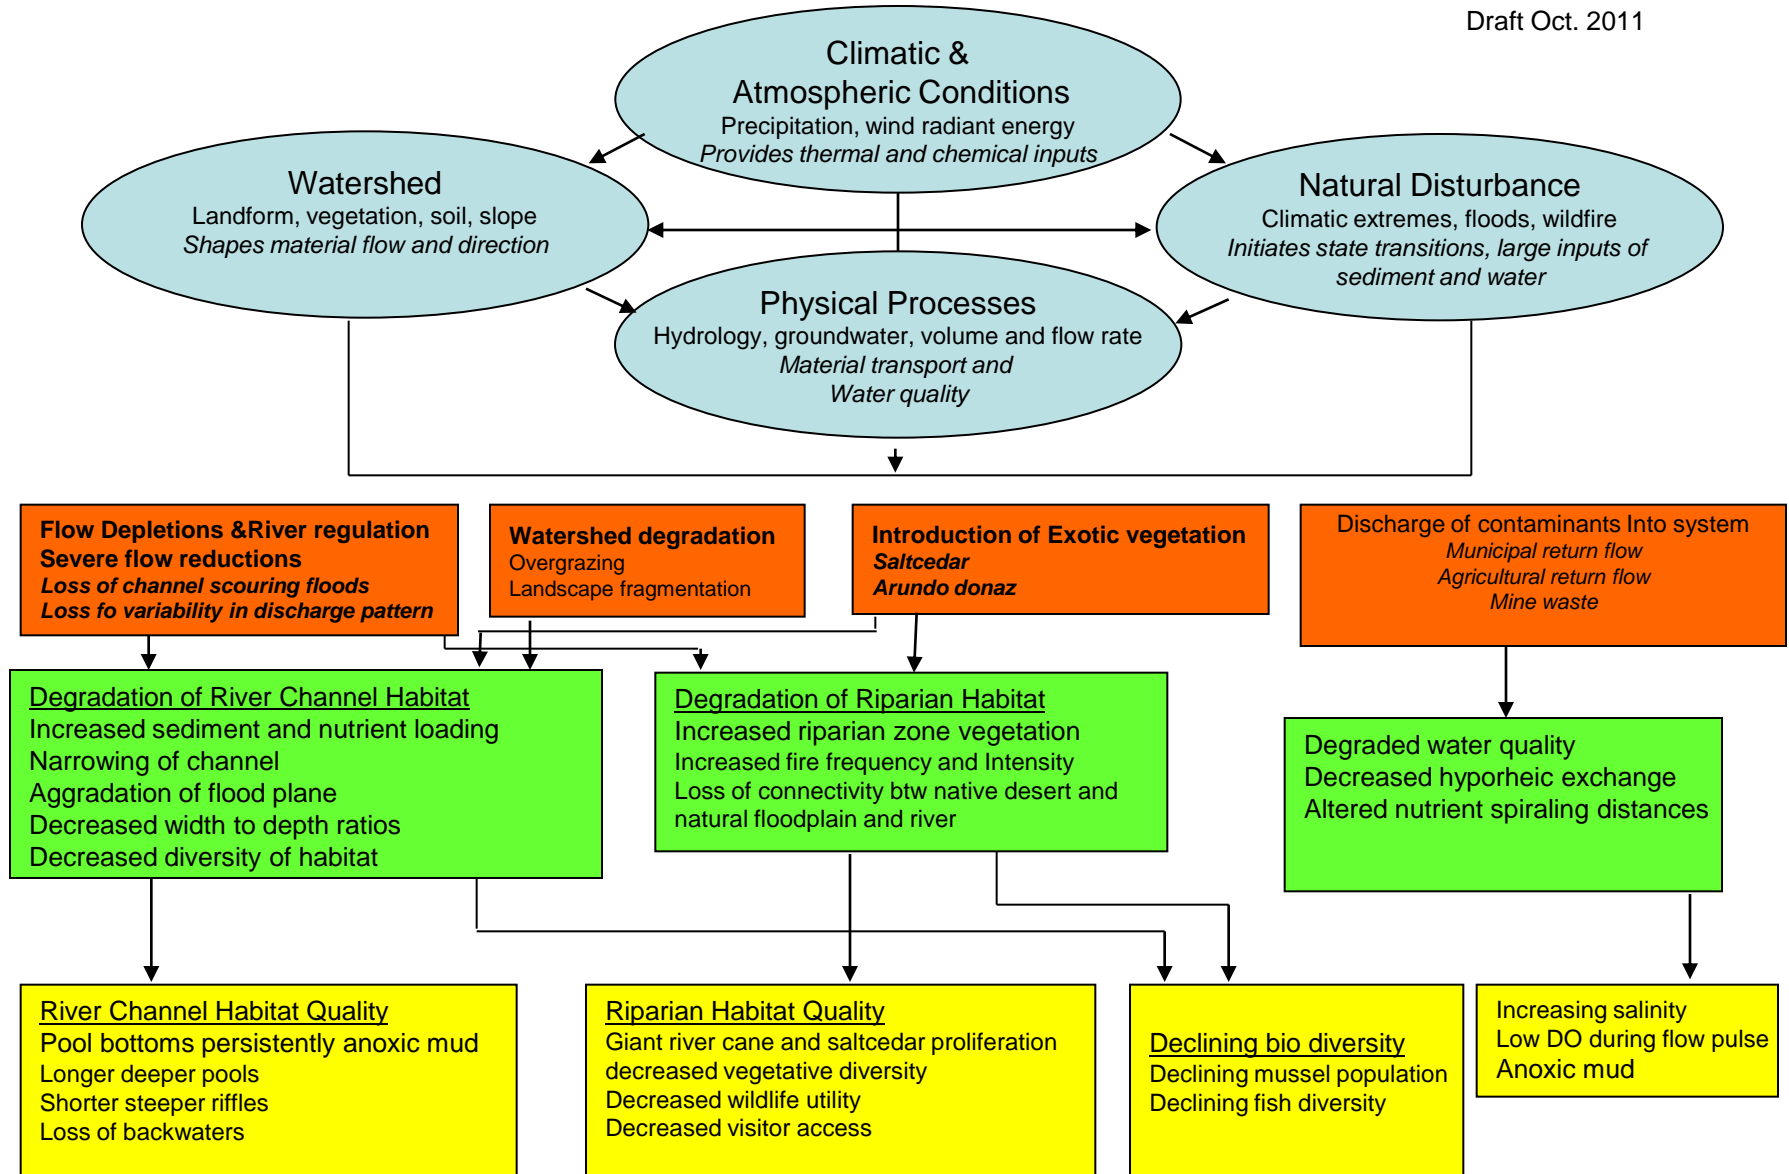 Draft Oct. 2011
Climatic &
Atmospheric Conditions
Precipitation, wind radiant energy
Provides thermal and chemical inputs
Watershed
Landform, vegetation, soil, slope
Shapes material flow and direction
Natural Disturbance
Climatic extremes, floods, wildfire
Initiates state transitions, large inputs of
sediment and water
Physical Processes
Hydrology, groundwater, volume and flow rate
Material transport and
Water quality
Flow Depletions &River regulation
Severe flow reductions
Loss of channel scouring floods
Loss fo variability in discharge pattern
Watershed degradation
Overgrazing
Landscape fragmentation
Introduction of Exotic vegetation
Saltcedar
Arundo donaz
Discharge of contaminants Into system
Municipal return flow
Agricultural return flow
Mine waste
Degradation of River Channel Habitat
Increased sediment and nutrient loading
Narrowing of channel
Aggradation of flood plane
Decreased width to depth ratios
Decreased diversity of habitat
Degradation of Riparian Habitat
Increased riparian zone vegetation
Increased fire frequency and Intensity
Loss of connectivity btw native desert and
natural floodplain and river
Degraded water quality
Decreased hyporheic exchange
Altered nutrient spiraling distances
River Channel Habitat Quality
Pool bottoms persistently anoxic mud
Longer deeper pools
Shorter steeper riffles
Loss of backwaters
Riparian Habitat Quality
Giant river cane and saltcedar proliferation
decreased vegetative diversity
Decreased wildlife utility
Decreased visitor access
Declining bio diversity
Declining mussel population
Declining fish diversity
Increasing salinity
Low DO during flow pulse
Anoxic mud